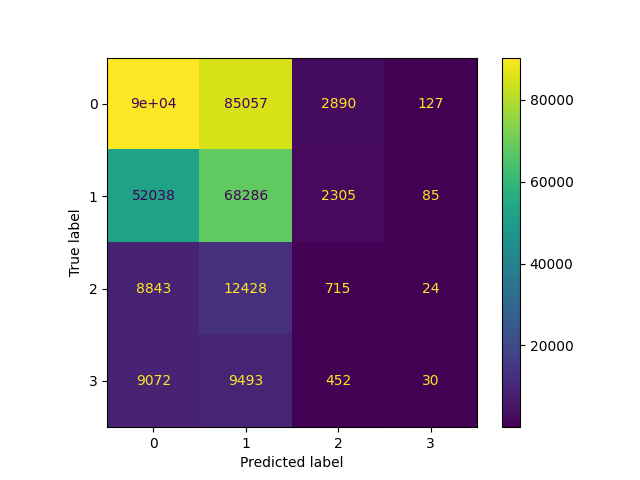 0 9e+04 85057 2890 127
1 52038 68286 2305 85
2 8843 12428 715 24
3 9072 9493 452 30
0 1 2 3
Predicted label
True label
80000
60000
40000
20000